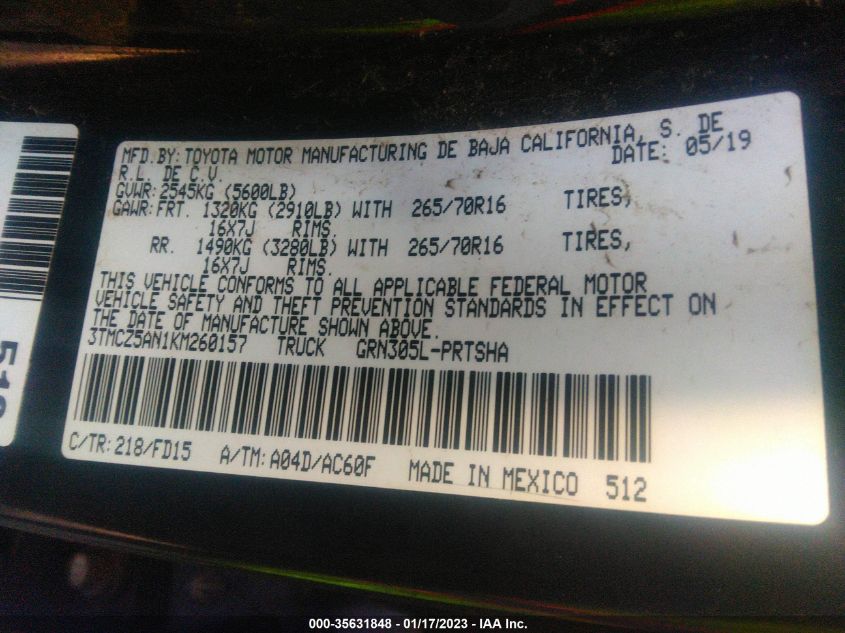 MFD. BY: TOYOTA MOTOR MANUFACTURING DE BAJA CALIFORNIA, S. DE
R.L. DE C.V. DATE: 05/19
GVWR: 2545KG (5600LB)
GAWR: FRT. 1320KG (2910LB) WITH 265/70R16 TIRES,
16X7J RIMS.
RR. 1490KG (3280LB) WITH 265/70R16 TIRES,
16X7J RIMS.
THIS VEHICLE CONFORMS TO ALL APPLICABLE FEDERAL MOTOR
VEHICLE SAFETY AND THEFT PREVENTION STANDARDS IN EFFECT ON
THE DATE OF MANUFACTURE SHOWN ABOVE.
3TMCZ5AN1KM260157 TRUCK GRN305L-PRTSHA
C/TR: 218/FD15 A/TM: A04D/AC60F MADE IN MEXICO 512
000-35631848 - 01/17/2023 - IAA Inc.